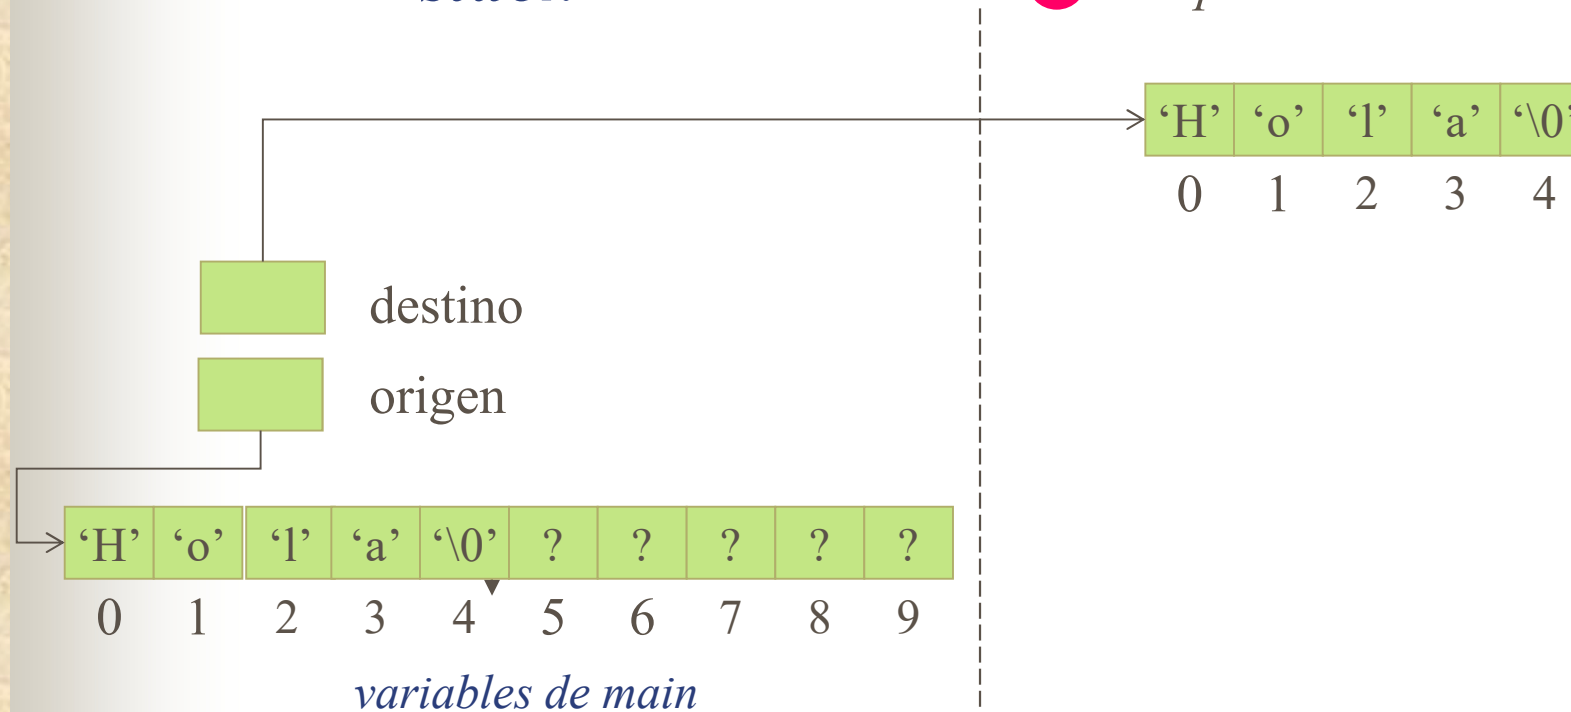 ‘H’ ‘o’ ‘l’ ‘a’ ‘\0’
0 1 2 3 4
destino
origen
‘H’ ‘o’ ‘l’ ‘a’ ‘\0’ ? ? ? ? ?
0 1 2 3 4 5 6 7 8 9
variables de main